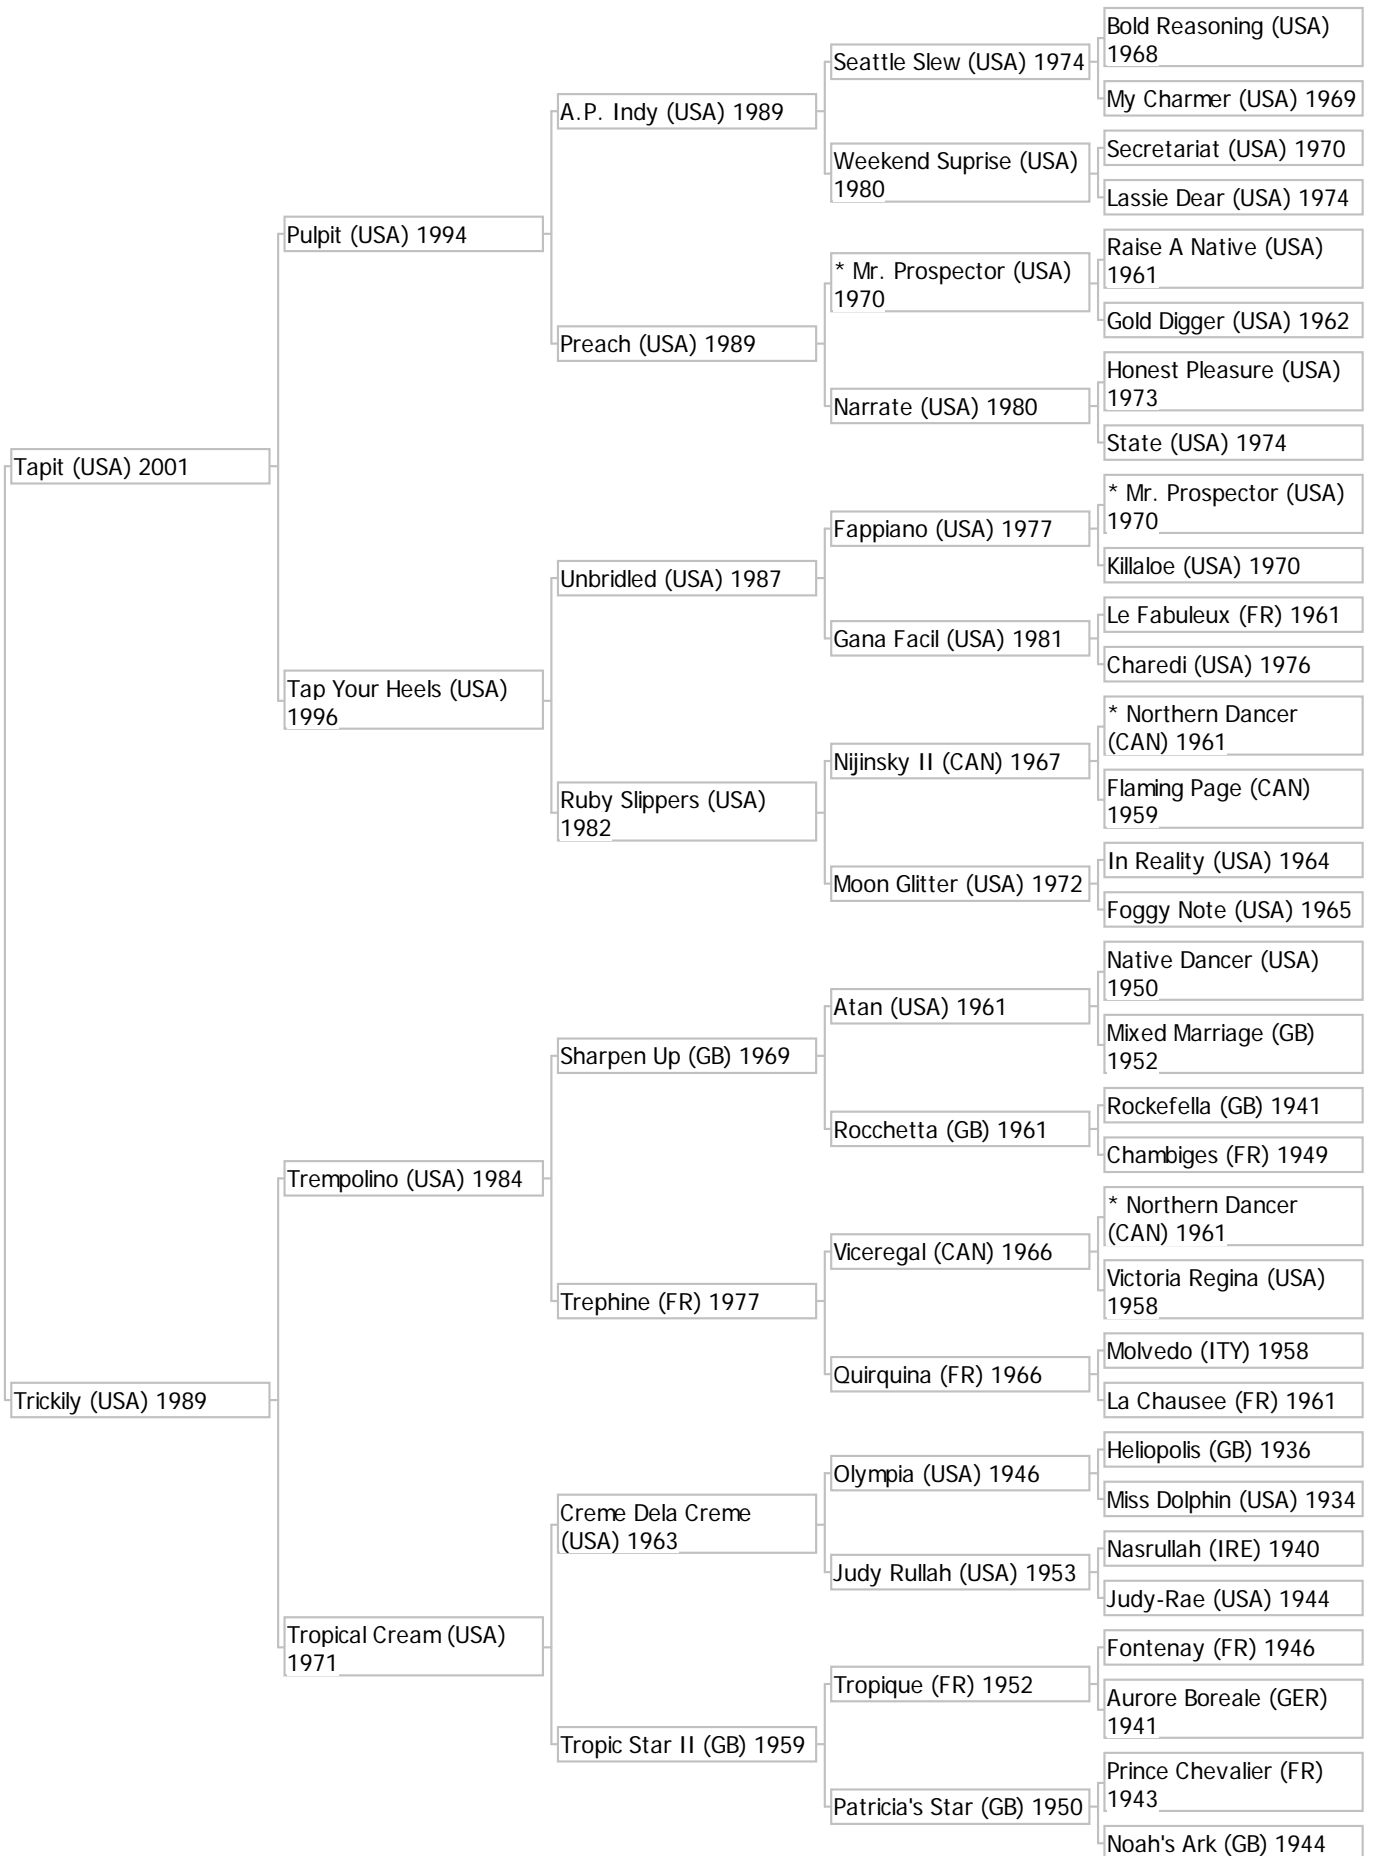 Bold Reasoning (USA)
1968
Seattle Slew (USA) 1974
My Charmer (USA) 1969
A.P. Indy (USA) 1989
Secretariat (USA) 1970
Weekend Suprise (USA)
1980
Lassie Dear (USA) 1974
Pulpit (USA) 1994
Raise A Native (USA)
1961
* Mr. Prospector (USA)
1970
Gold Digger (USA) 1962
Preach (USA) 1989
Honest Pleasure (USA)
1973
Narrate (USA) 1980
State (USA) 1974
Tapit (USA) 2001
* Mr. Prospector (USA)
1970
Fappiano (USA) 1977
Killaloe (USA) 1970
Unbridled (USA) 1987
Le Fabuleux (FR) 1961
Gana Facil (USA) 1981
Charedi (USA) 1976
Tap Your Heels (USA)
1996
* Northern Dancer
(CAN) 1961
Nijinsky II (CAN) 1967
Flaming Page (CAN)
1959
Ruby Slippers (USA)
1982
In Reality (USA) 1964
Moon Glitter (USA) 1972
Foggy Note (USA) 1965
Native Dancer (USA)
1950
Atan (USA) 1961
Mixed Marriage (GB)
1952
Sharpen Up (GB) 1969
Rockefella (GB) 1941
Rocchetta (GB) 1961
Chambiges (FR) 1949
Trempolino (USA) 1984
* Northern Dancer
(CAN) 1961
Viceregal (CAN) 1966
Victoria Regina (USA)
1958
Trephine (FR) 1977
Molvedo (ITY) 1958
Quirquina (FR) 1966
La Chausee (FR) 1961
Trickily (USA) 1989
Heliopolis (GB) 1936
Olympia (USA) 1946
Miss Dolphin (USA) 1934
Creme Dela Creme
(USA) 1963
Nasrullah (IRE) 1940
Judy Rullah (USA) 1953
Judy-Rae (USA) 1944
Tropical Cream (USA)
1971
Fontenay (FR) 1946
Tropique (FR) 1952
Aurore Boreale (GER)
1941
Tropic Star II (GB) 1959
Prince Chevalier (FR)
1943
Patricia's Star (GB) 1950
Noah's Ark (GB) 1944